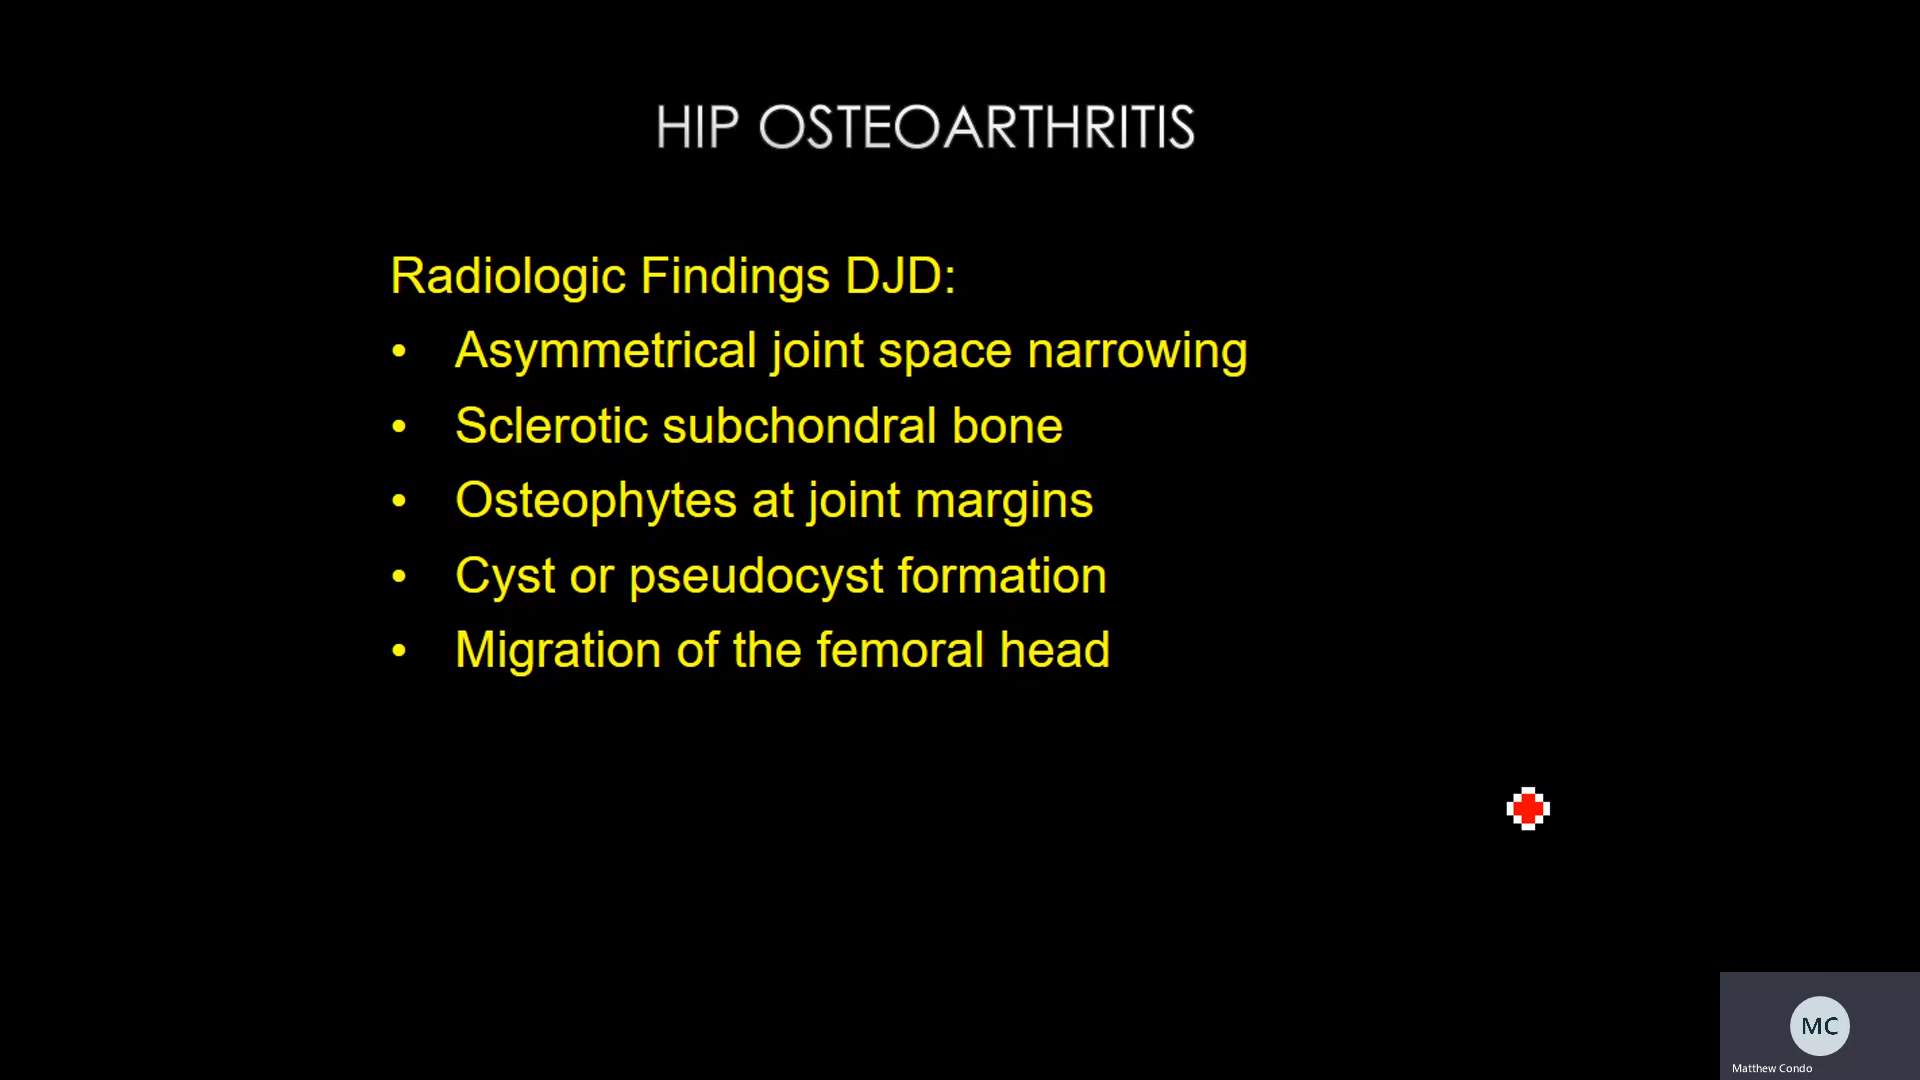 HIP OSTEOARTHRITIS
Radiologic Findings DJD:
• Asymmetrical joint space narrowing
• Sclerotic subchondral bone
• Osteophytes at joint margins
• Cyst or pseudocyst formation
• Migration of the femoral head
MC
Matthew Condo